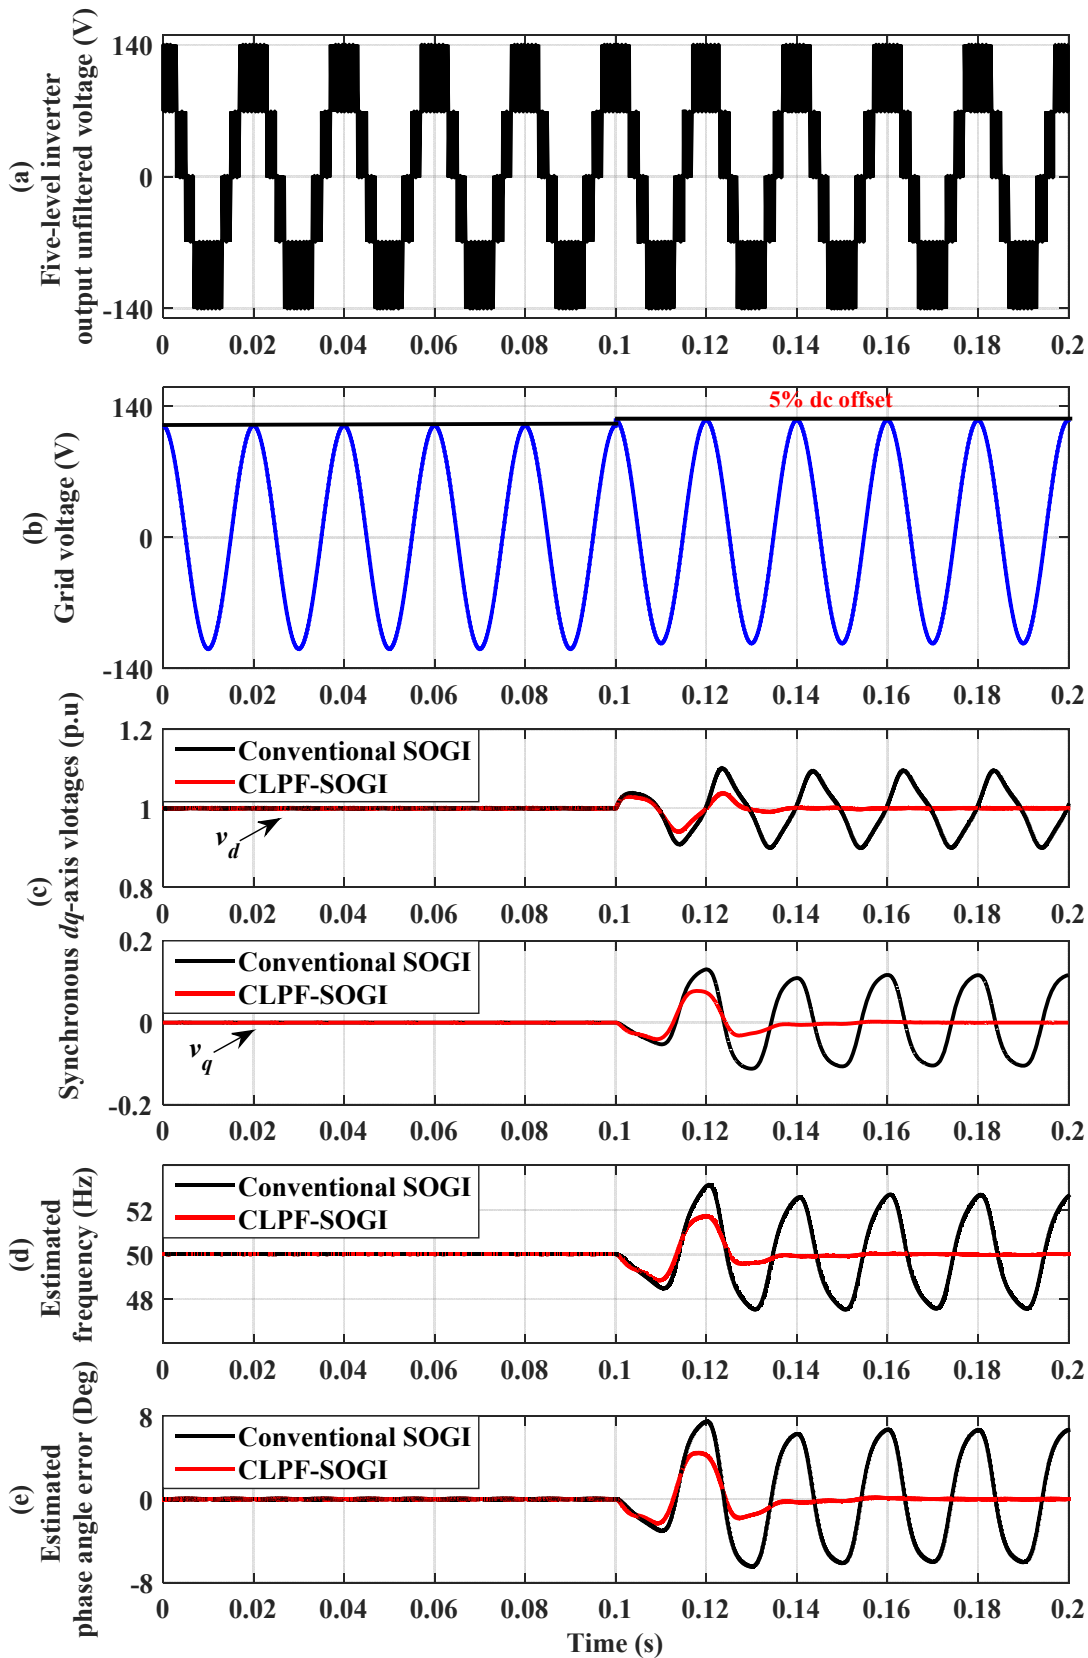 (a)
Five-level inverter
output unfiltered voltage (V)
140
0
-140
0 0.02 0.04 0.06 0.08 0.1 0.12 0.14 0.16 0.18 0.2
(b)
Grid voltage (V)
140
0
-140
5% dc offset
0 0.02 0.04 0.06 0.08 0.1 0.12 0.14 0.16 0.18 0.2
(c)
Synchronous dq-axis vlotages (p.u)
1.2
1
0.8
Conventional SOGI
CLPF-SOGI
v_d
0 0.02 0.04 0.06 0.08 0.1 0.12 0.14 0.16 0.18 0.2
0.2
0
-0.2
Conventional SOGI
CLPF-SOGI
v_q
0 0.02 0.04 0.06 0.08 0.1 0.12 0.14 0.16 0.18 0.2
(d)
Estimated
frequency (Hz)
52
50
48
Conventional SOGI
CLPF-SOGI
0 0.02 0.04 0.06 0.08 0.1 0.12 0.14 0.16 0.18 0.2
(e)
Estimated
phase angle error (Deg)
8
0
-8
Conventional SOGI
CLPF-SOGI
0 0.02 0.04 0.06 0.08 0.1 0.12 0.14 0.16 0.18 0.2
Time (s)